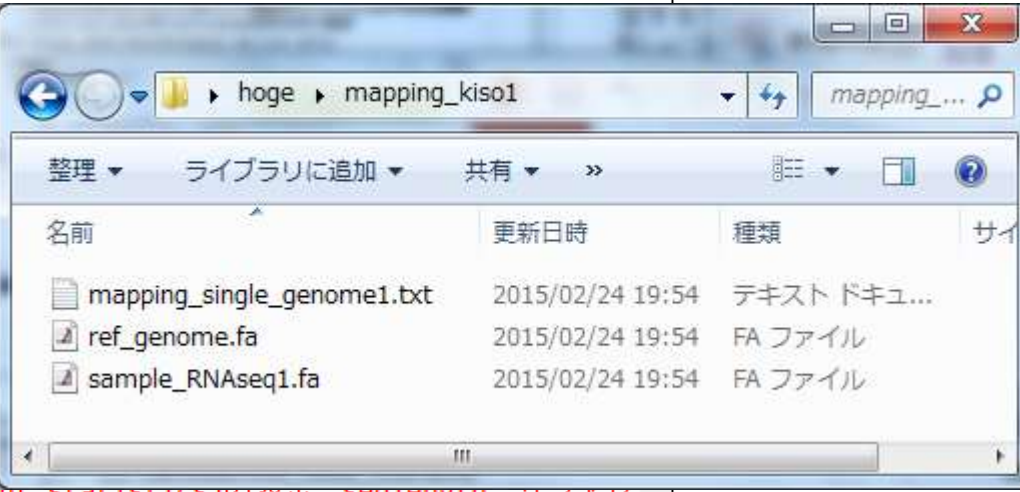 hoge mapping_kiso1 mapping_...
整理 ライブラリに追加 共有 »
名前 更新日時 種類 サイ
mapping_single_genome1.txt 2015/02/24 19:54 テキスト ドキュ...
ref_genome.fa 2015/02/24 19:54 FA ファイル
sample_RNAseq1.fa 2015/02/24 19:54 FA ファイル